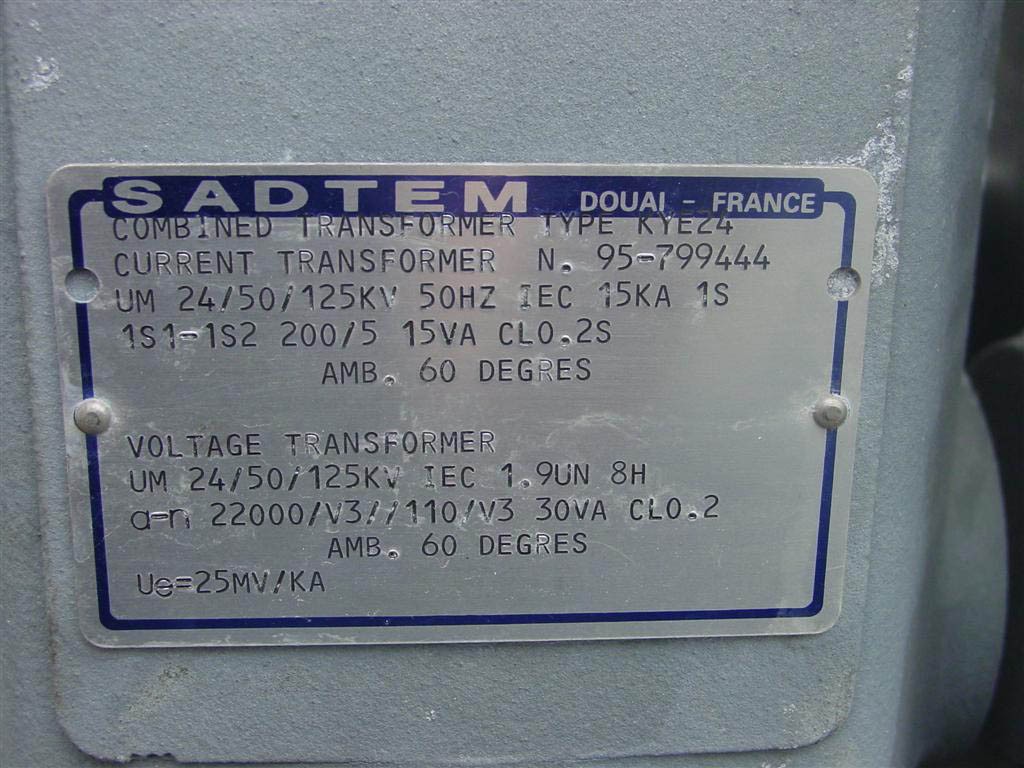 SADTEM DOUAI - FRANCE
COMBINED TRANSFORMER TYPE KYE24
CURRENT TRANSFORMER N. 95-799444
UM 24/50/125KV 50HZ IEC 15KA 1S
1S1-1S2 200/5 15VA CL0.2S
AMB. 60 DEGRES
VOLTAGE TRANSFORMER
UM 24/50/125KV IEC 1.9UN 8H
a-n 22000/V3//110/V3 30VA CL0.2
AMB. 60 DEGRES
Ue=25MV/KA